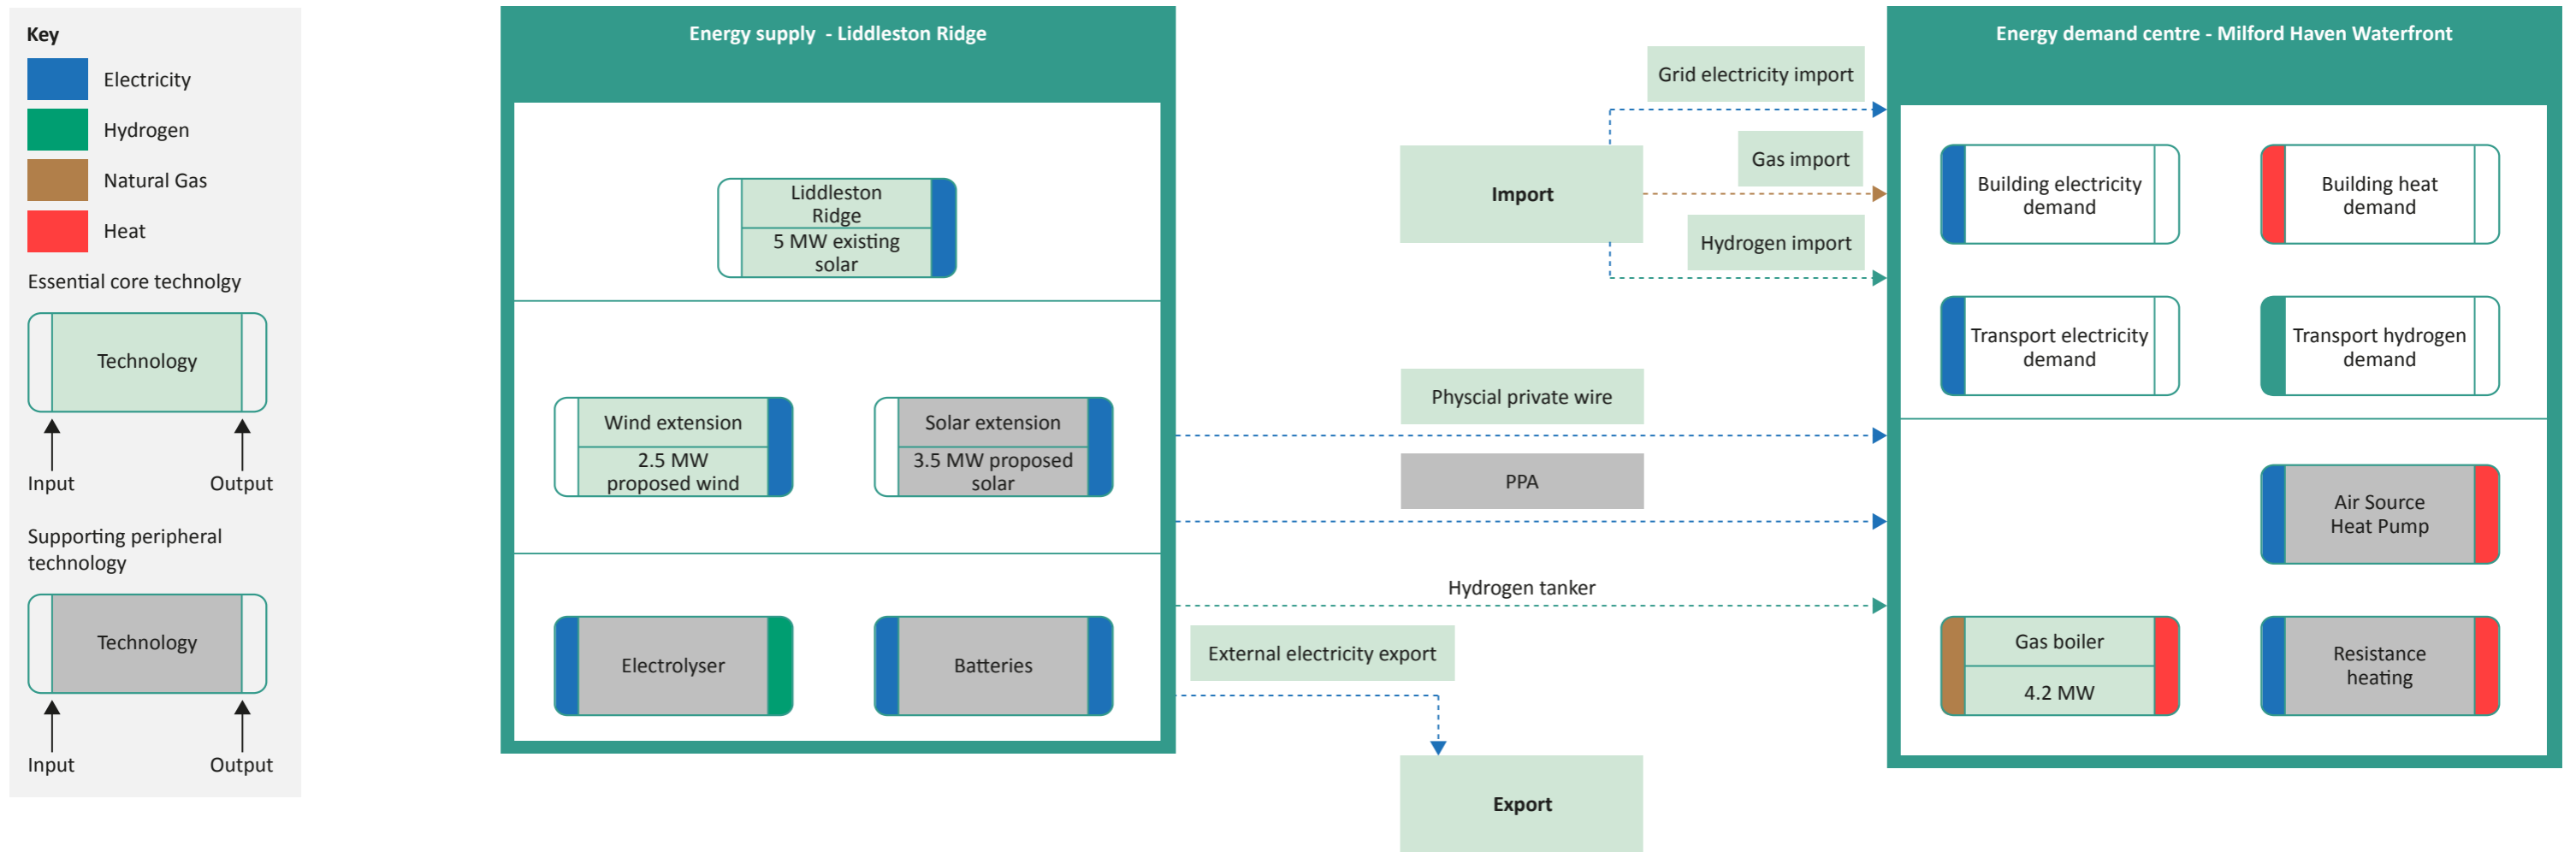 Key
Electricity
Hydrogen
Natural Gas
Heat
Essential core technolgy
Technology
Input
Output
Supporting peripheral
technology
Technology
Input
Output
Energy supply - Liddleston Ridge
Liddleston
Ridge
5 MW existing
solar
Wind extension
2.5 MW
proposed wind
Solar extension
3.5 MW proposed
solar
Electrolyser
Batteries
Import
Grid electricity import
Gas import
Hydrogen import
Physcial private wire
PPA
Hydrogen tanker
External electricity export
Export
Energy demand centre - Milford Haven Waterfront
Building electricity
demand
Building heat
demand
Transport electricity
demand
Transport hydrogen
demand
Air Source
Heat Pump
Gas boiler
4.2 MW
Resistance
heating